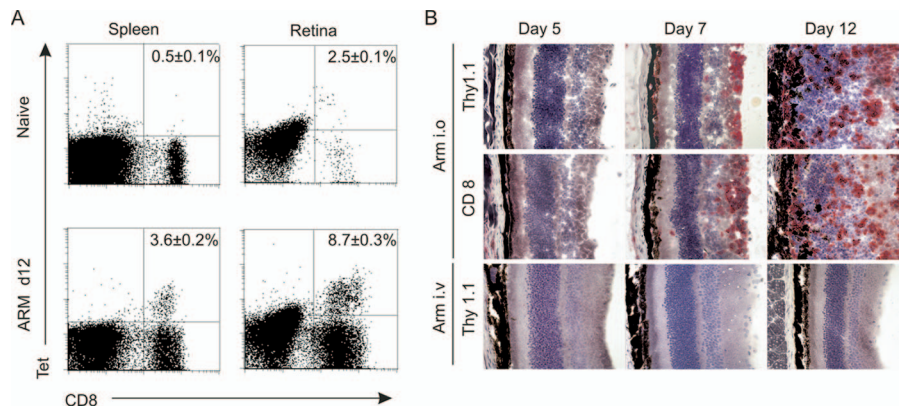 A
Spleen
Retina
Naive
0.5±0.1%
2.5±0.1%
ARM d12
3.6±0.2%
8.7±0.3%
Tet
CD8
B
Day 5
Day 7
Day 12
Arm i.o
Thy1.1
CD 8
Arm i.v
Thy 1.1